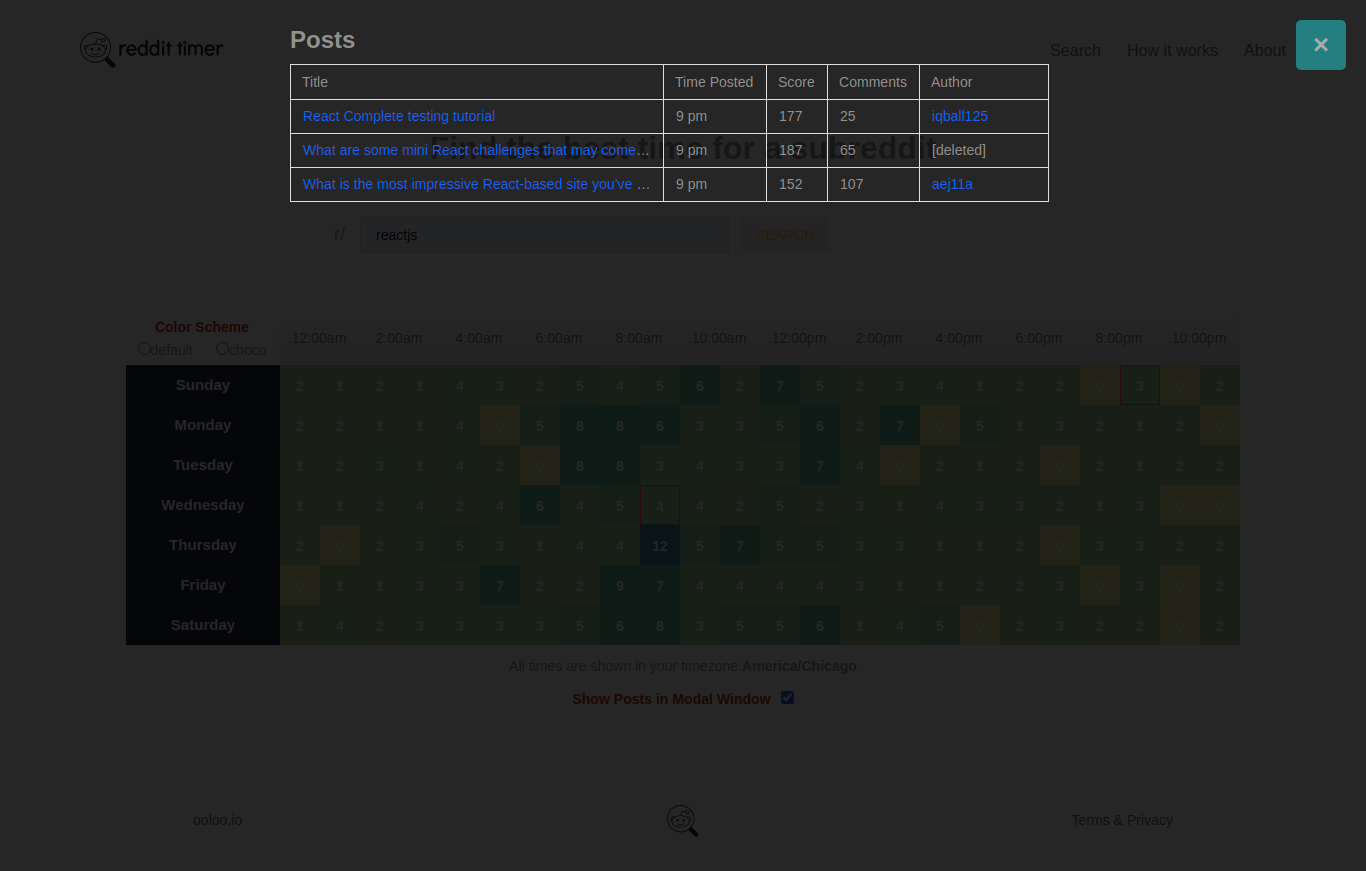 Posts
reddit timer
Search How it works About ✕
Title Time Posted Score Comments Author
React Complete testing tutorial 9 pm 177 25 iqball125
Find the best time for a subreddit
What are some mini React challenges that may come… 9 pm 187 65 [deleted]
What is the most impressive React-based site you've … 9 pm 152 107 aej11a
r/ reactjs SEARCH
Color Scheme
default choco
12:00am 2:00am 4:00am 6:00am 8:00am 10:00am 12:00pm 2:00pm 4:00pm 6:00pm 8:00pm 10:00pm
Sunday 2 1 2 1 4 3 2 5 4 5 6 2 7 5 2 3 4 1 2 2 0 3 0 2
Monday 2 2 1 1 4 0 5 8 8 6 3 3 5 6 2 7 0 5 1 3 2 1 2 0
Tuesday 1 2 3 1 4 2 0 8 8 3 4 3 3 7 4 0 2 1 2 0 2 1 2 2
Wednesday 1 1 2 4 2 4 6 4 5 4 4 2 5 2 3 1 4 3 3 2 1 3 0 0
Thursday 2 0 2 3 5 3 1 4 4 12 5 7 5 5 3 3 1 1 2 0 3 3 2 2
Friday 0 1 1 3 3 7 2 2 9 7 4 4 4 4 3 1 1 2 2 3 0 3 0 2
Saturday 1 4 2 3 3 3 3 5 6 8 3 5 5 6 1 4 5 0 2 3 2 2 0 2
All times are shown in your timezone:America/Chicago
Show Posts in Modal Window
ooloo.io Terms & Privacy